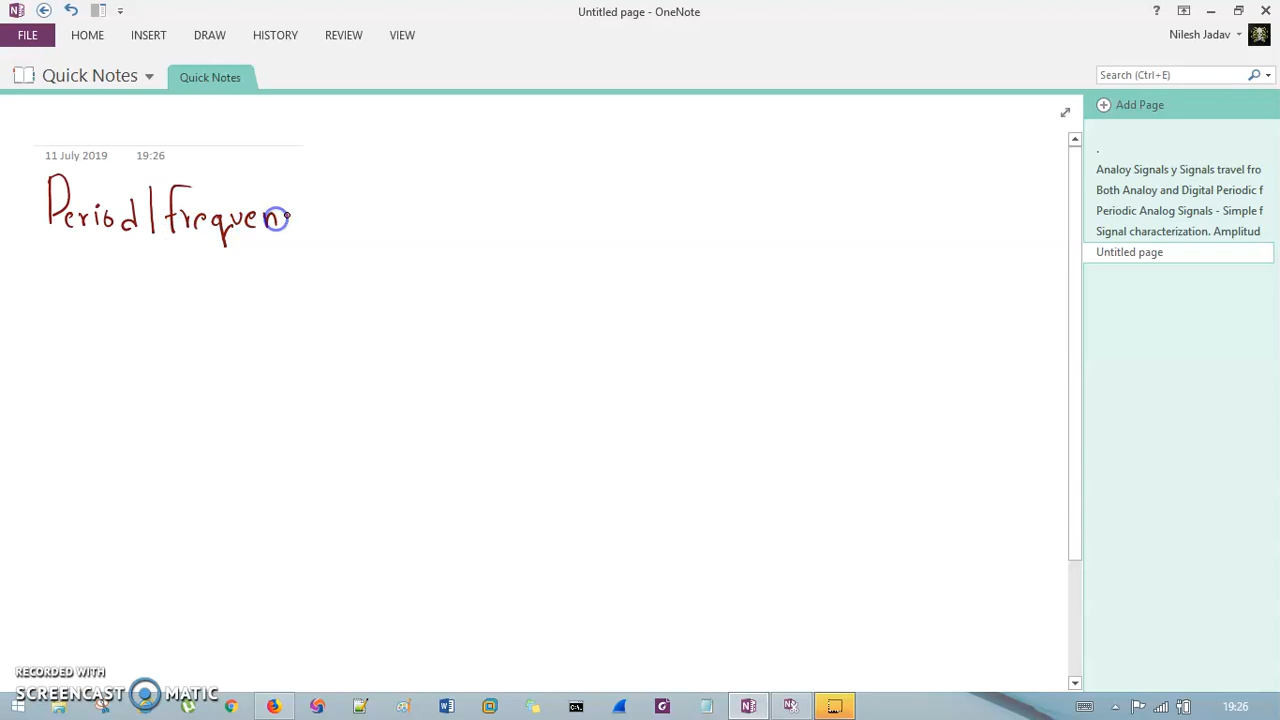 Untitled page - OneNote
?
FILE HOME INSERT DRAW HISTORY REVIEW VIEW
Nilesh Jadav
Quick Notes
Quick Notes
Search (Ctrl+E)
Add Page
11 July 2019 19:26
.
Analoy Signals y Signals travel fro
Both Analoy and Digital Periodic f
Periodic Analog Signals - Simple f
Signal characterization. Amplitud
Untitled page
Period | frequen
RECORDED WITH
SCREENCAST MATIC
19:26